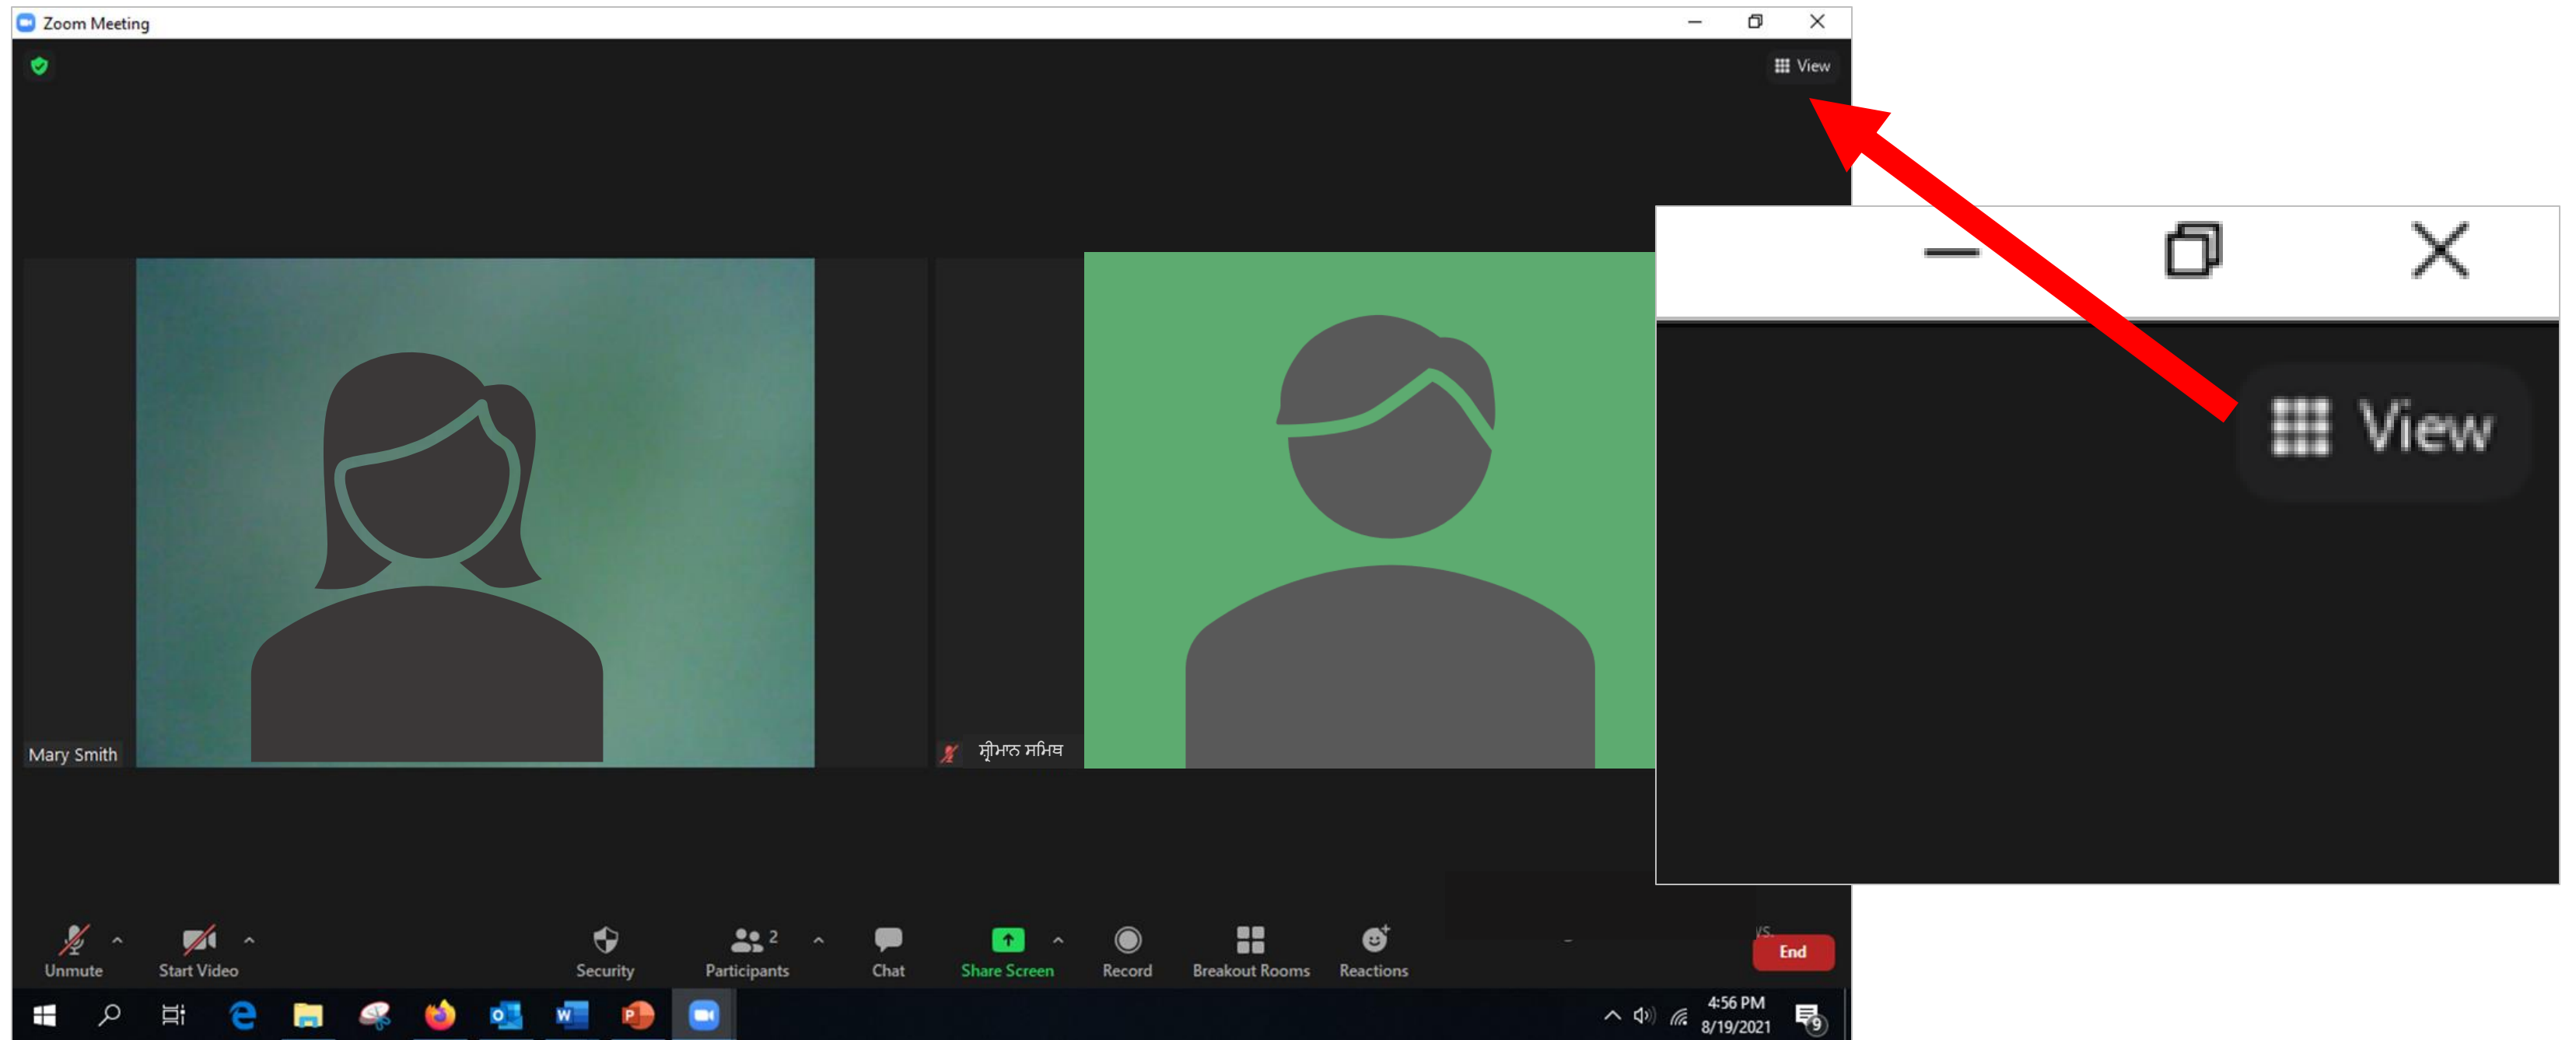 Zoom Meeting
View
View
Mary Smith
ਸ਼੍ਰੀਮਾਨ ਸਮਿਥ
Unmute
Start Video
Security
Participants
2
Chat
Share Screen
Record
Breakout Rooms
Reactions
End
4:56 PM
8/19/2021
9